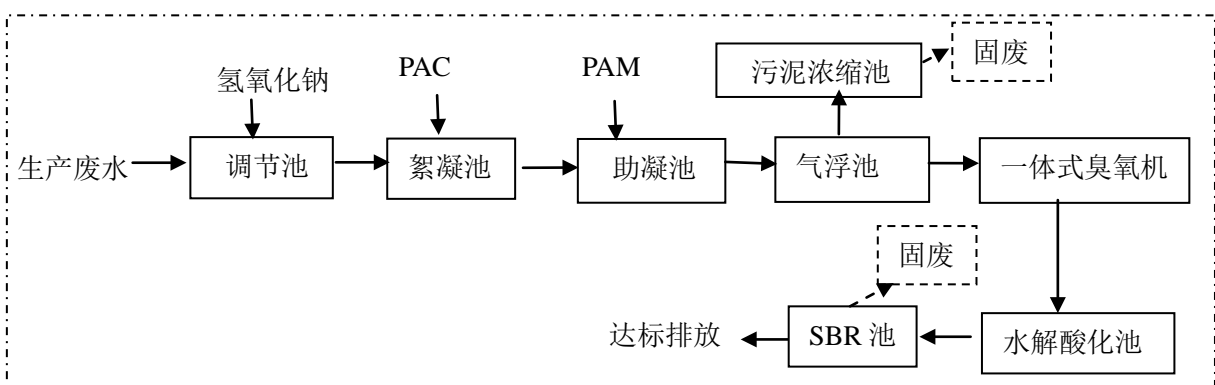 固废
PAC
PAM
污泥浓缩池
氢氧化钠
生产废水
调节池
絮凝池
助凝池
气浮池
一体式臭氧机
固废
达标排放
SBR 池
水解酸化池